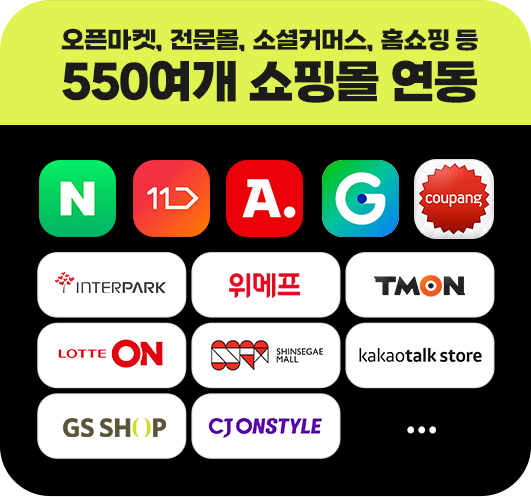 오픈마켓, 전문몰, 소셜커머스, 홈쇼핑 등
550여개 쇼핑몰 연동
N
11
A.
G
coupang
INTERPARK
위메프
TMON
LOTTE ON
SHINSEGAE
MALL
kakaotalk store
GS SHOP
CJ ONSTYLE
...